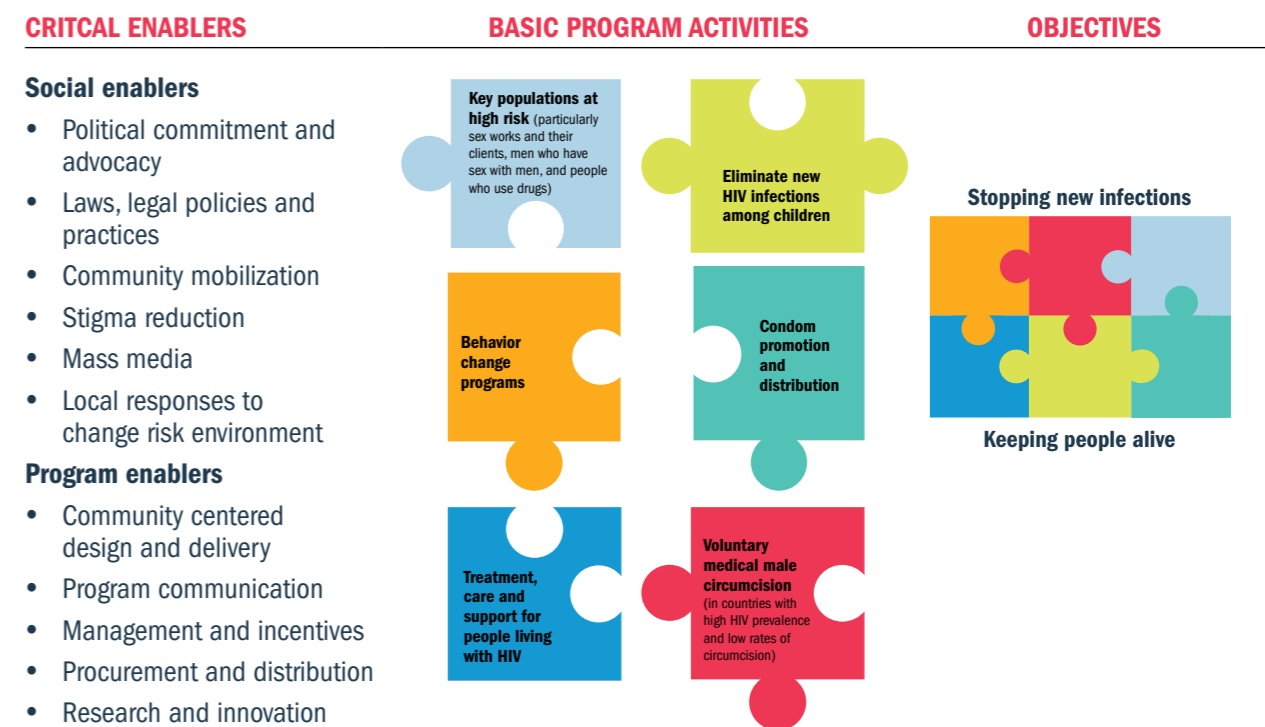 CRITCAL ENABLERS
BASIC PROGRAM ACTIVITIES
OBJECTIVES
Social enablers
• Political commitment and
advocacy
• Laws, legal policies and
practices
• Community mobilization
• Stigma reduction
• Mass media
• Local responses to
change risk environment
Program enablers
• Community centered
design and delivery
• Program communication
• Management and incentives
• Procurement and distribution
• Research and innovation
Key populations at
high risk (particularly
sex works and their
clients, men who have
sex with men, and people
who use drugs)
Eliminate new
HIV infections
among children
Behavior
change
programs
Condom
promotion
and
distribution
Treatment,
care and
support for
people living
with HIV
Voluntary
medical male
circumcision
(in countries with
high HIV prevalence
and low rates of
circumcision)
Stopping new infections
Keeping people alive